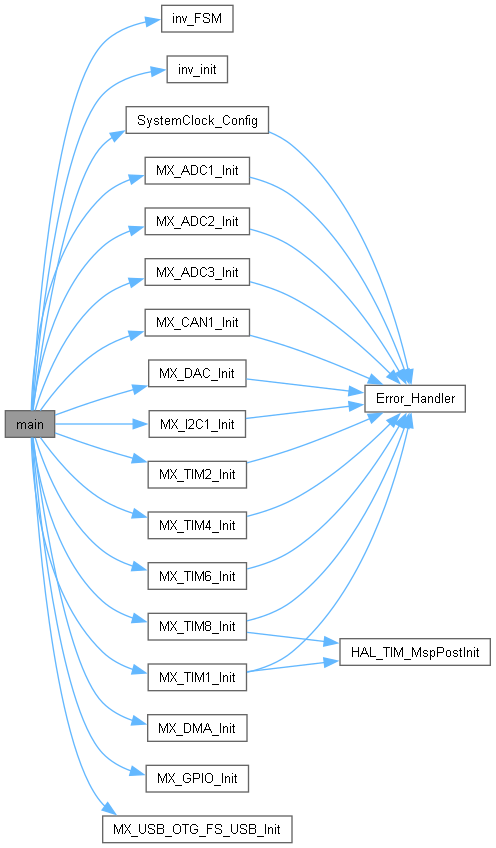 inv_FSM
inv_init
SystemClock_Config
MX_ADC1_Init
MX_ADC2_Init
MX_ADC3_Init
MX_CAN1_Init
MX_DAC_Init
Error_Handler
main
MX_I2C1_Init
MX_TIM2_Init
MX_TIM4_Init
MX_TIM6_Init
MX_TIM8_Init
HAL_TIM_MspPostInit
MX_TIM1_Init
MX_DMA_Init
MX_GPIO_Init
MX_USB_OTG_FS_USB_Init